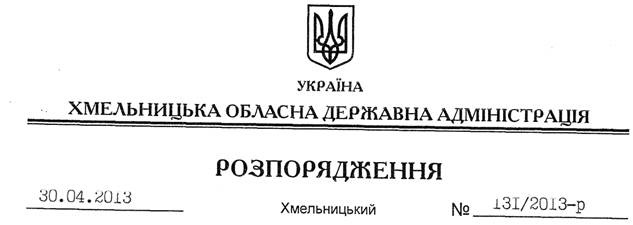 УКРАЇНА
ХМЕЛЬНИЦЬКА ОБЛАСНА ДЕРЖАВНА АДМІНІСТРАЦІЯ
РОЗПОРЯДЖЕННЯ
30.04.2013 Хмельницький № 131/2013-р